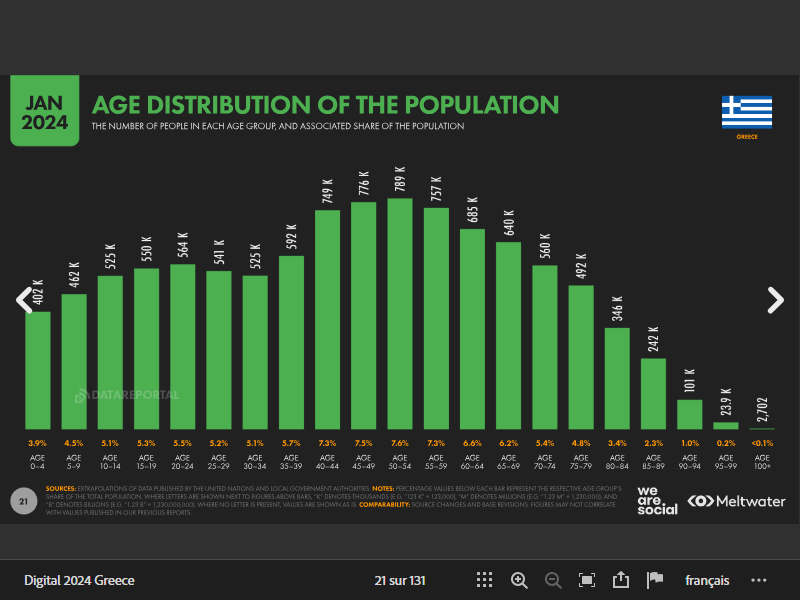 JAN
2024
AGE DISTRIBUTION OF THE POPULATION
THE NUMBER OF PEOPLE IN EACH AGE GROUP, AND ASSOCIATED SHARE OF THE POPULATION
GREECE
402 K
462 K
525 K
550 K
564 K
541 K
525 K
592 K
749 K
776 K
789 K
757 K
685 K
640 K
560 K
492 K
346 K
242 K
101 K
23.9 K
2,702
DATAREPORTAL
3.9% 4.5% 5.1% 5.3% 5.5% 5.2% 5.1% 5.7% 7.3% 7.5% 7.6% 7.3% 6.6% 6.2% 5.4% 4.8% 3.4% 2.3% 1.0% 0.2% <0.1%
AGE AGE AGE AGE AGE AGE AGE AGE AGE AGE AGE AGE AGE AGE AGE AGE AGE AGE AGE AGE AGE
0–4 5–9 10–14 15–19 20–24 25–29 30–34 35–39 40–44 45–49 50–54 55–59 60–64 65–69 70–74 75–79 80–84 85–89 90–94 95–99 100+
21
SOURCES: EXTRAPOLATIONS OF DATA PUBLISHED BY THE UNITED NATIONS AND LOCAL GOVERNMENT AUTHORITIES. NOTES: PERCENTAGE VALUES BELOW EACH BAR REPRESENT THE RESPECTIVE AGE GROUP'S
SHARE OF THE TOTAL POPULATION. WHERE LETTERS ARE SHOWN NEXT TO FIGURES ABOVE BARS, "K" DENOTES THOUSANDS (E.G. "123 K" = 123,000), "M" DENOTES MILLIONS (E.G. "1.23 M" = 1,230,000), AND
"B" DENOTES BILLIONS (E.G. "1.23 B" = 1,230,000,000). WHERE NO LETTER IS PRESENT, VALUES ARE SHOWN AS IS. COMPARABILITY: SOURCE CHANGES AND BASE REVISIONS. FIGURES MAY NOT CORRELATE
WITH VALUES PUBLISHED IN OUR PREVIOUS REPORTS.
we
are.
social
Meltwater
Digital 2024 Greece
21 sur 131
français